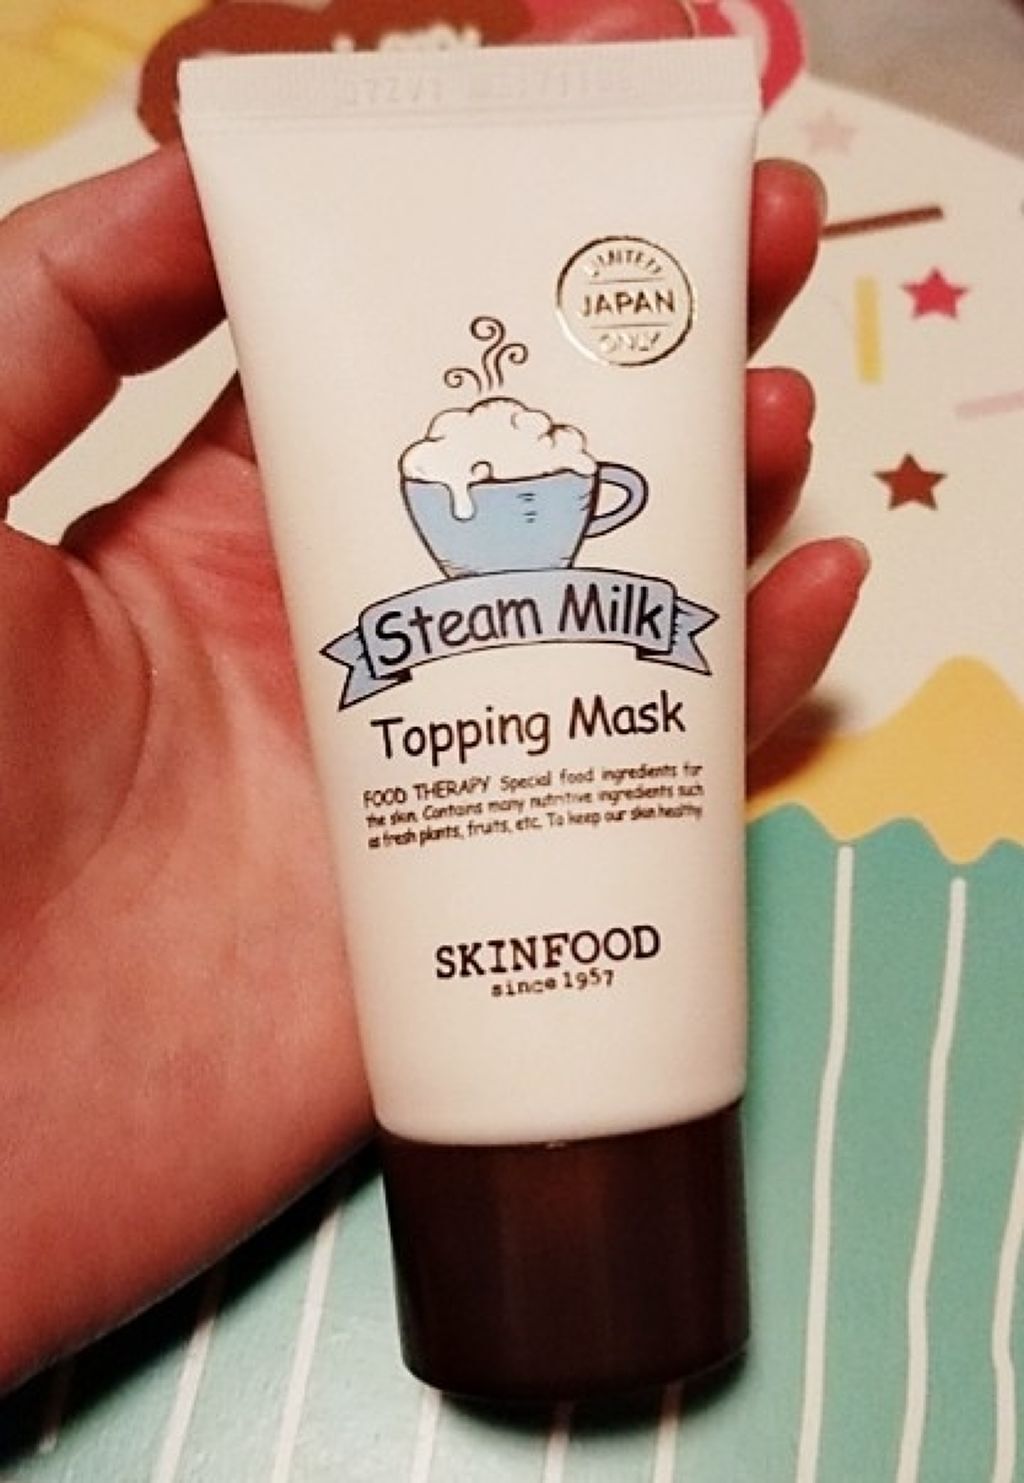 LIMITED
JAPAN
ONLY
Steam Milk
Topping Mask
FOOD THERAPY Special food ingredients for
the skin. Contains many nutritive ingredients such
as fresh plants, fruits, etc. To keep our skin healthy.
SKINFOOD
since 1957